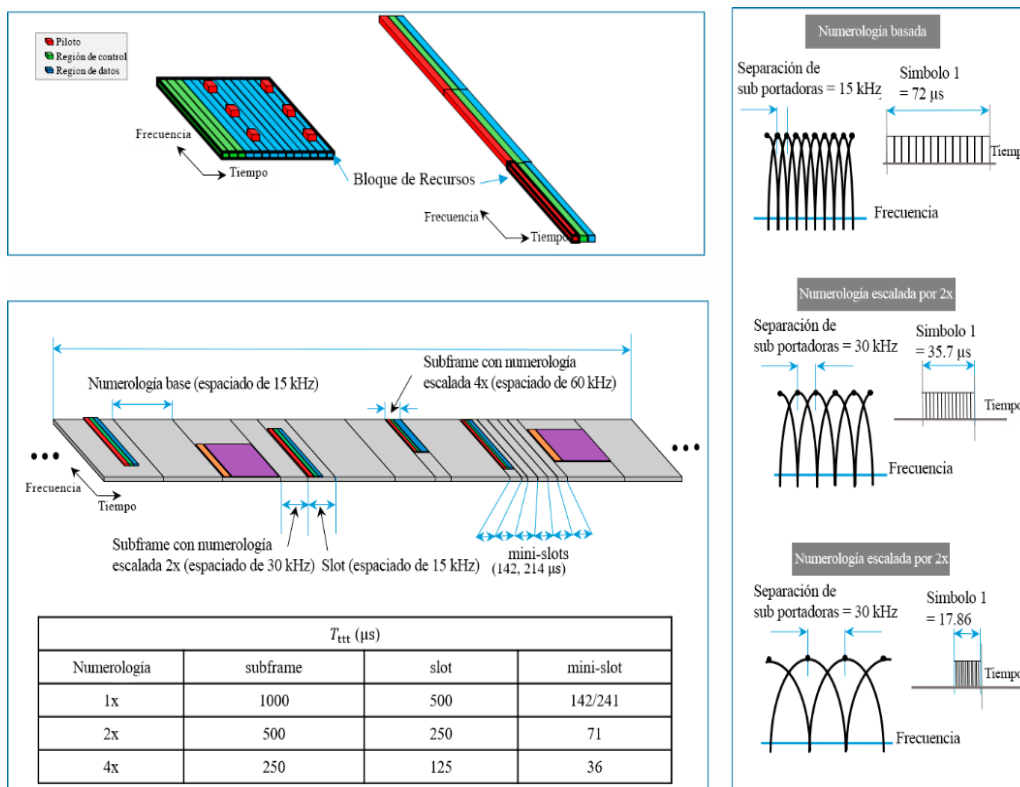 Piloto
Región de control
Region de datos
Frecuencia
Tiempo
Bloque de Recursos
Frecuencia
Tiempo
Numerología base (espaciado de 15 kHz)
Subframe con numerología
escalada 4x (espaciado de 60 kHz)
•••
•••
Frecuencia
Tiempo
Subframe con numerología
escalada 2x (espaciado de 30 kHz)
Slot (espaciado de 15 kHz)
mini-slots
(142, 214 μs)
T_ttt (μs)
Numerología subframe slot mini-slot
1x 1000 500 142/241
2x 500 250 71
4x 250 125 36
Numerología basada
Separación de
sub portadoras = 15 kHz
Simbolo 1
= 72 μs
Tiempo
Frecuencia
Numerología escalada por 2x
Separación de
sub portadoras = 30 kHz
Simbolo 1
= 35.7 μs
Tiempo
Frecuencia
Numerología escalada por 2x
Separación de
sub portadoras = 30 kHz
Simbolo 1
= 17.86
Tiempo
Frecuencia